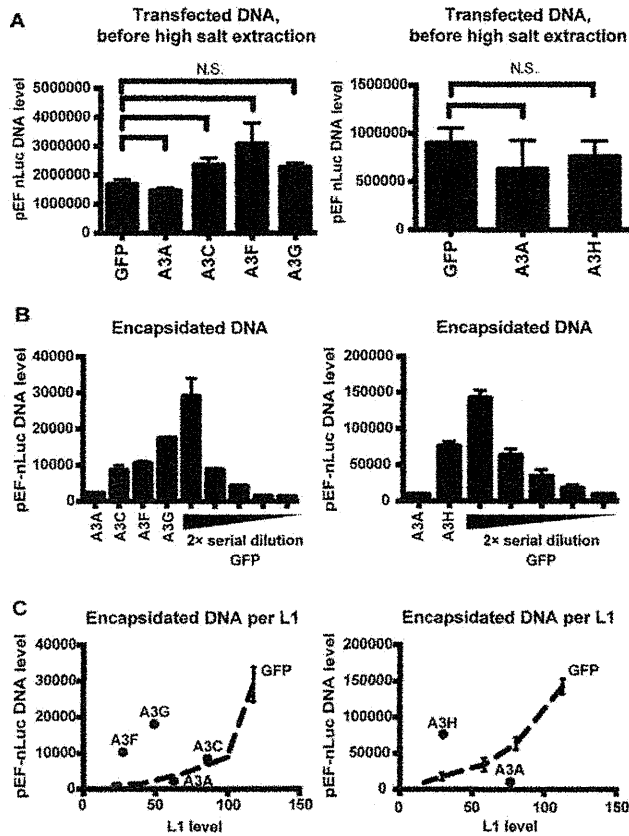 A
Transfected DNA,
before high salt extraction
N.S.
pEF nLuc DNA level
6000000
5000000
4000000
3000000
2000000
1000000
0
GFP
A3A
A3C
A3F
A3G
Transfected DNA,
before high salt extraction
N.S.
pEF nLuc DNA level
1500000
1000000
500000
0
GFP
A3A
A3H
B
Encapsidated DNA
pEF-nLuc DNA level
40000
30000
20000
10000
0
A3A
A3C
A3F
A3G
2× serial dilution
GFP
Encapsidated DNA
pEF-nLuc DNA level
200000
150000
100000
50000
0
A3A
A3H
2× serial dilution
GFP
C
Encapsidated DNA per L1
pEF-nLuc DNA level
40000
30000
20000
10000
0
GFP
A3G
A3F
A3C
A3A
0 50 100 150
L1 level
Encapsidated DNA per L1
pEF-nLuc DNA level
200000
150000
100000
50000
0
GFP
A3H
A3A
0 50 100 150
L1 level